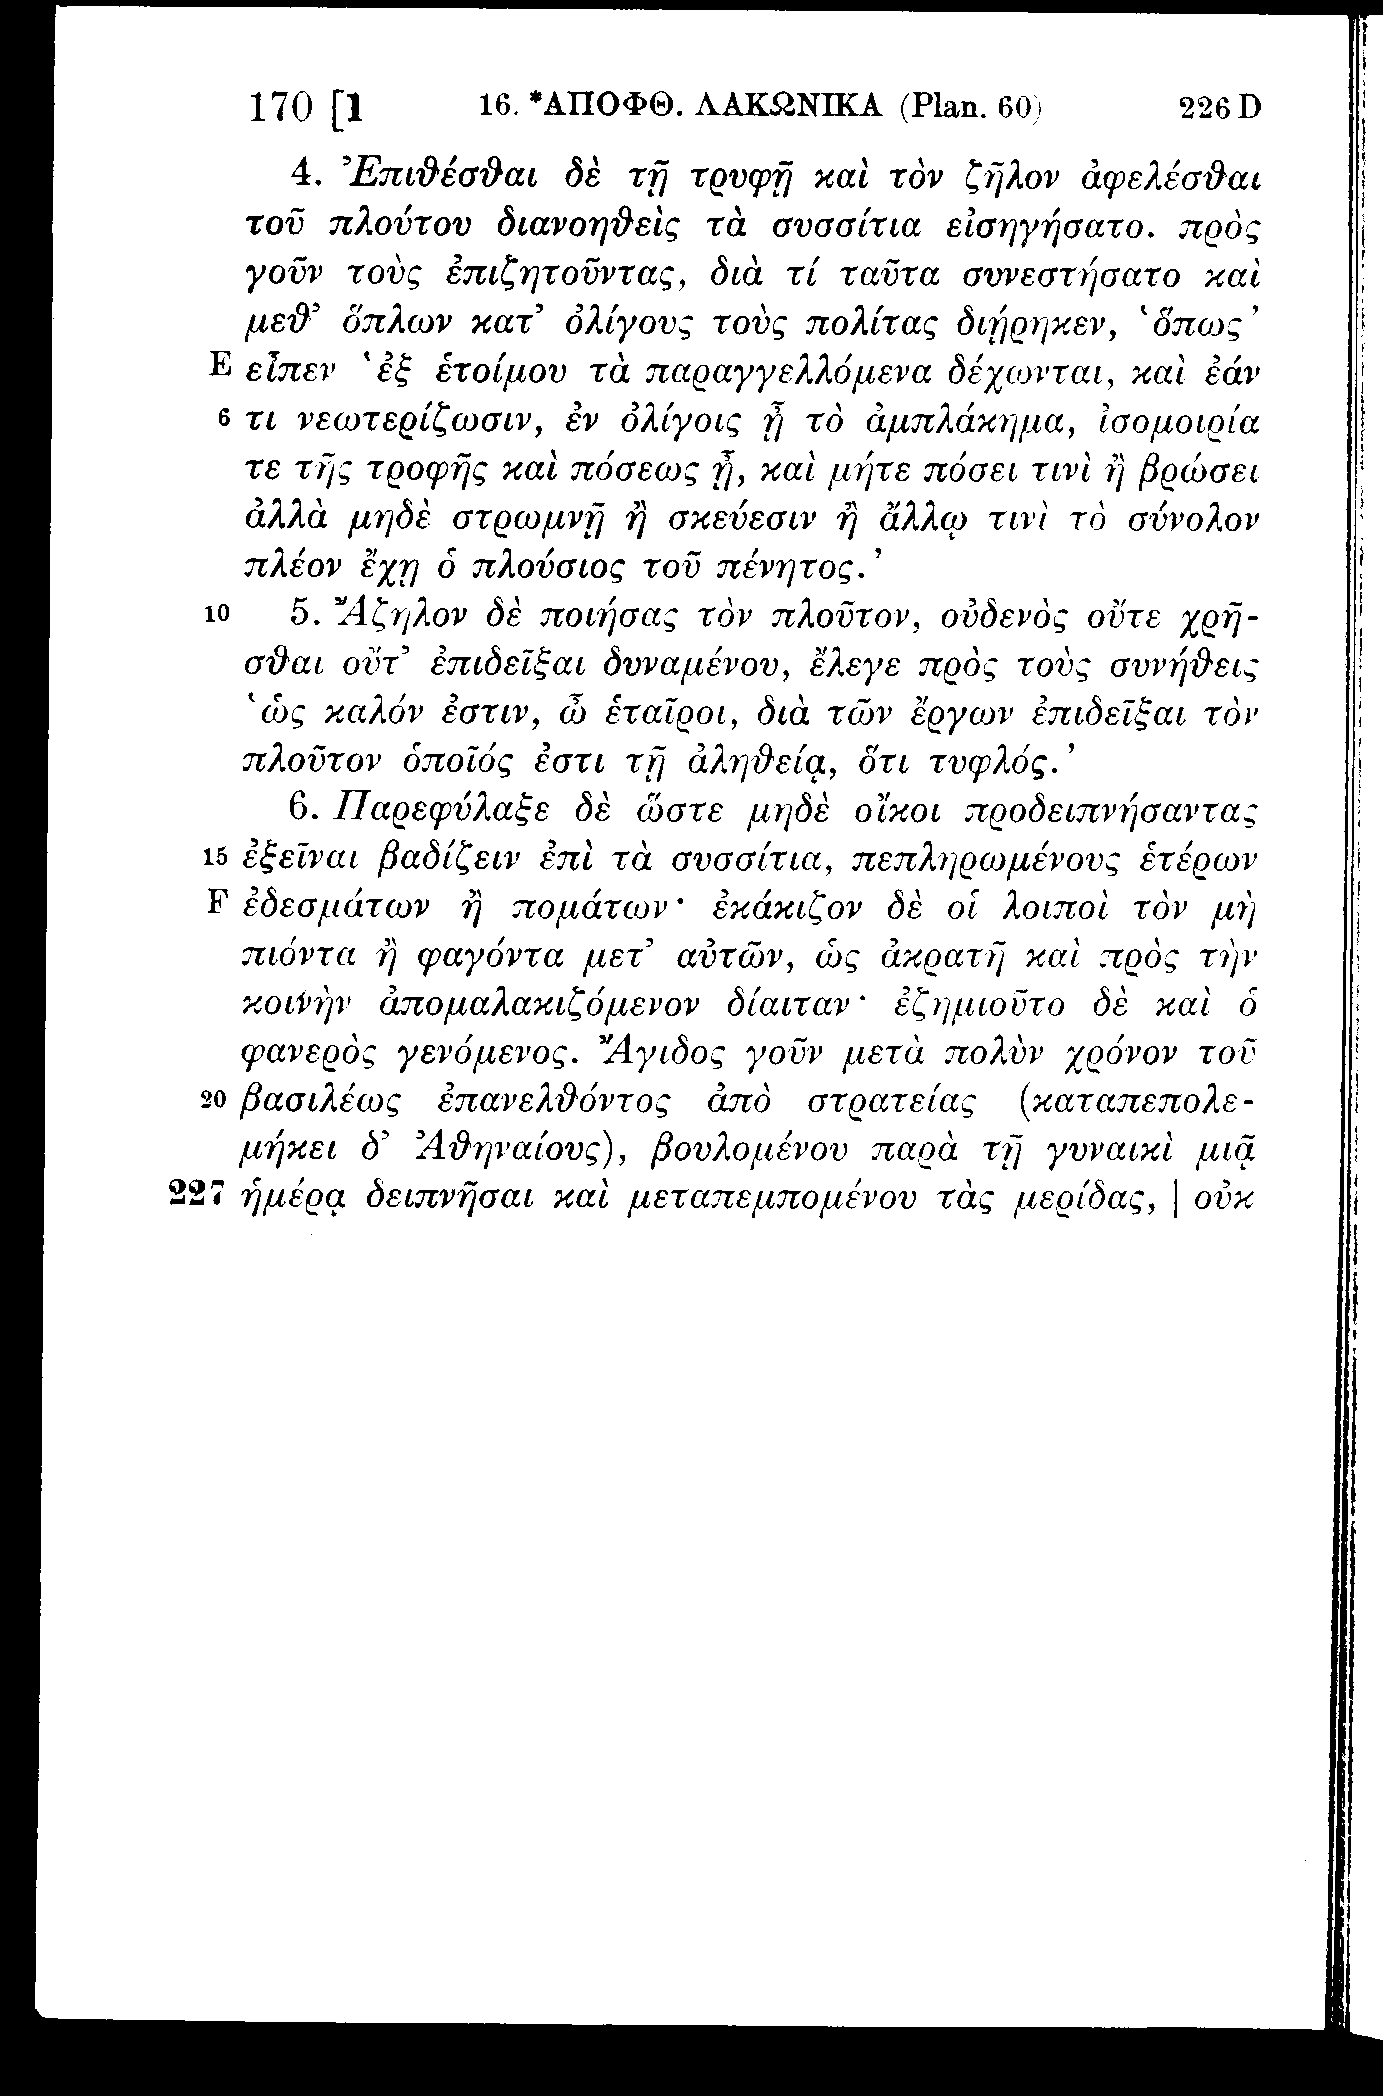 170 [1 16. *ΑΠΟΦΘ. ΛΑΚΩΝΙΚΑ (Plan. 60) 226 D
4. Ἐπιθέσθαι δὲ τῇ τρυφῇ καὶ τὸν ζῆλον ἀφελέσθαι
τοῦ πλούτου διανοηθεὶς τὰ συσσίτια εἰσηγήσατο. πρὸς
γοῦν τοὺς ἐπιζητοῦντας, διὰ τί ταῦτα συνεστήσατο καὶ
μεθ’ ὅπλων κατ’ ὀλίγους τοὺς πολίτας διῄρηκεν, ‘ὅπως’
E εἶπεν ‘ἐξ ἑτοίμου τὰ παραγγελλόμενα δέχωνται, καὶ ἐάν
6 τι νεωτερίζωσιν, ἐν ὀλίγοις ᾖ τὸ ἀμπλάκημα, ἰσομοιρία
τε τῆς τροφῆς καὶ πόσεως ᾖ, καὶ μήτε πόσει τινὶ ἢ βρώσει
ἀλλὰ μηδὲ στρωμνῇ ἢ σκεύεσιν ἢ ἄλλῳ τινὶ τὸ σύνολον
πλέον ἔχῃ ὁ πλούσιος τοῦ πένητος.’
10 5. Ἄζηλον δὲ ποιήσας τὸν πλοῦτον, οὐδενὸς οὔτε χρῆ-
σθαι οὔτ’ ἐπιδεῖξαι δυναμένου, ἔλεγε πρὸς τοὺς συνήθεις
‘ὡς καλόν ἐστιν, ὦ ἑταῖροι, διὰ τῶν ἔργων ἐπιδεῖξαι τὸν
πλοῦτον ὁποῖός ἐστι τῇ ἀληθείᾳ, ὅτι τυφλός.’
6. Παρεφύλαξε δὲ ὥστε μηδὲ οἴκοι προδειπνήσαντας
15 ἐξεῖναι βαδίζειν ἐπὶ τὰ συσσίτια, πεπληρωμένους ἑτέρων
F ἐδεσμάτων ἢ πομάτων· ἐκάκιζον δὲ οἱ λοιποὶ τὸν μὴ
πιόντα ἢ φαγόντα μετ’ αὐτῶν, ὡς ἀκρατῆ καὶ πρὸς τὴν
κοινὴν ἀπομαλακιζόμενον δίαιταν· ἐζημιοῦτο δὲ καὶ ὁ
φανερὸς γενόμενος. Ἄγιδος γοῦν μετὰ πολὺν χρόνον τοῦ
20 βασιλέως ἐπανελθόντος ἀπὸ στρατείας (καταπεπολε-
μήκει δ’ Ἀθηναίους), βουλομένου παρὰ τῇ γυναικὶ μιᾷ
227 ἡμέρᾳ δειπνῆσαι καὶ μεταπεμπομένου τὰς μερίδας, | οὐκ